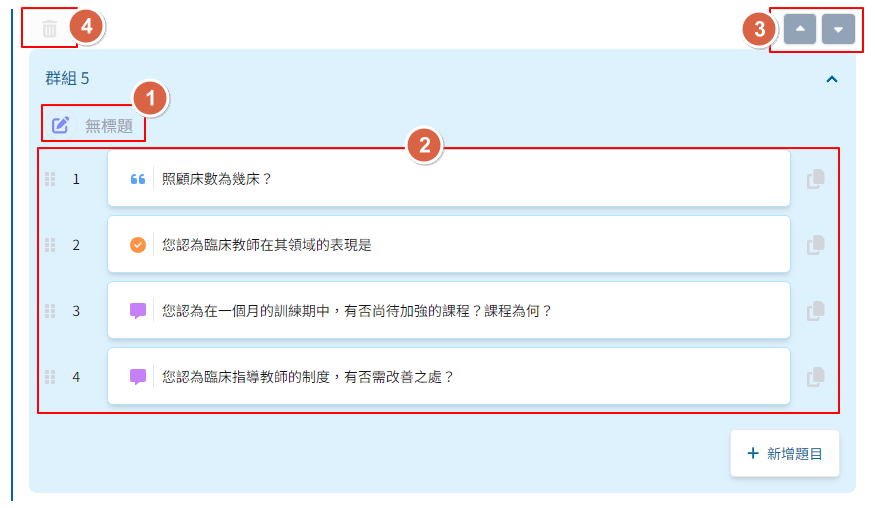 4
3
群組 5
1
無標題
2
1 照顧床數為幾床？
2 您認為臨床教師在其領域的表現是
3 您認為在一個月的訓練期中，有否尚待加強的課程？課程為何？
4 您認為臨床指導教師的制度，有否需改善之處？
+ 新增題目